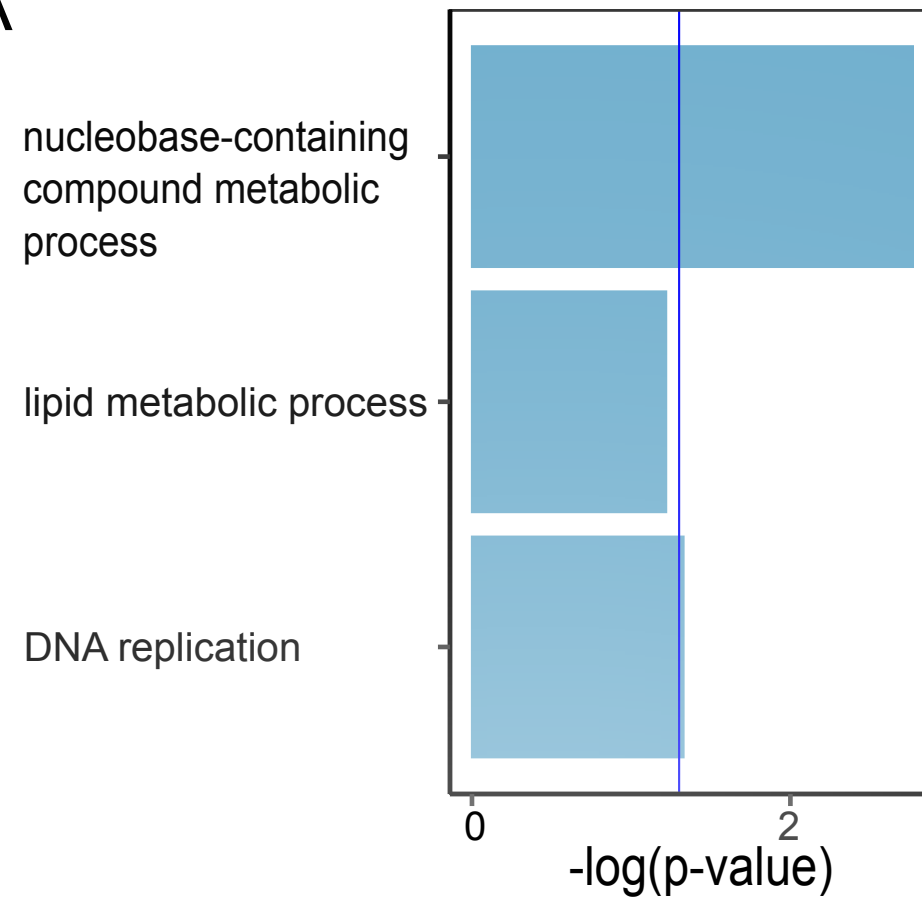 A
nucleobase-containing
compound metabolic
process
lipid metabolic process
DNA replication
0 2
-log(p-value)